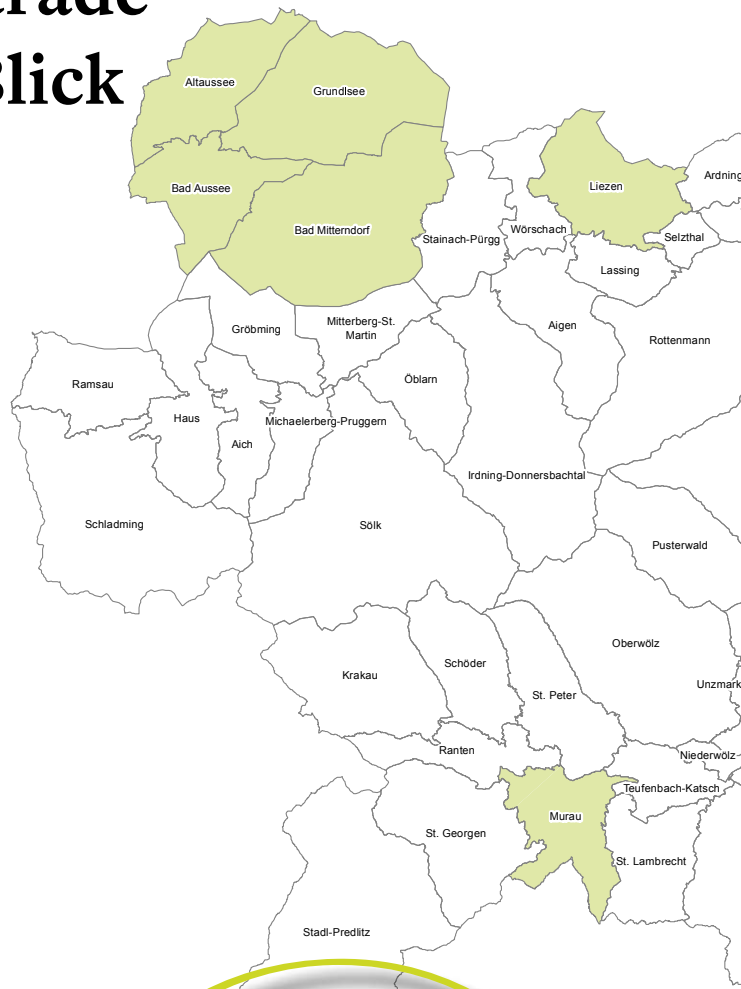 Blick
Altaussee
Grundlsee
Bad Aussee
Liezen
Ardning
Bad Mitterndorf
Stainach-Pürgg
Wörschach
Selzthal
Lassing
Gröbming
Mitterberg-St.
Martin
Aigen
Rottenmann
Ramsau
Öblarn
Haus
Michaelerberg-Pruggern
Aich
Irdning-Donnersbachtal
Schladming
Sölk
Pusterwald
Oberwölz
Krakau
Schöder
St. Peter
Unzmark
Ranten
Niederwölz
Teufenbach-Katsch
Murau
St. Georgen
St. Lambrecht
Stadl-Predlitz